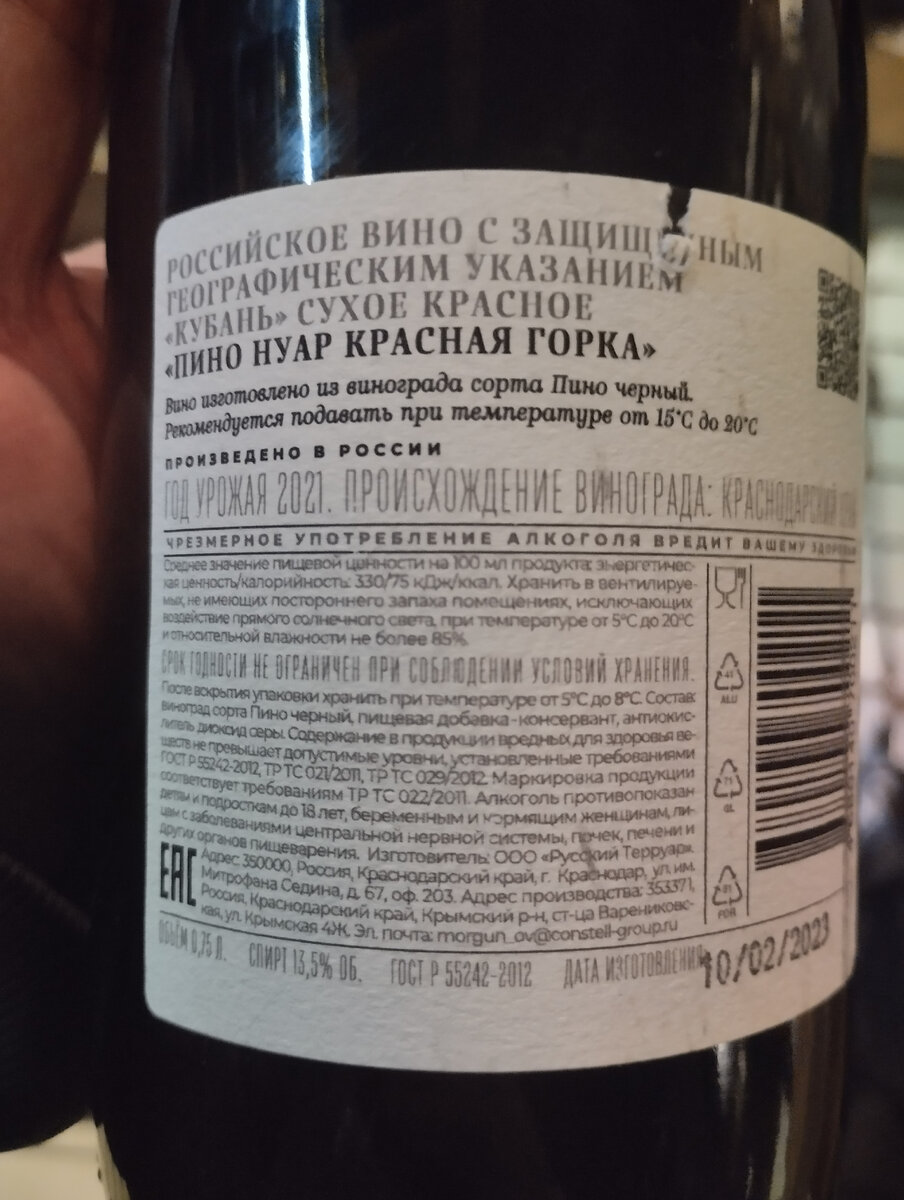 РОССИЙСКОЕ ВИНО С ЗАЩИЩ НЫМ
ГЕОГРАФИЧЕСКИМ УКАЗАНИЕМ
«КУБАНЬ» СУХОЕ КРАСНОЕ
«ПИНО НУАР КРАСНАЯ ГОРКА»
Вино изготовлено из винограда сорта Пино черный.
Рекомендуется подавать при температуре от 15°С до 20°С
ПРОИЗВЕДЕНО В РОССИИ
ГОД УРОЖАЯ 2021. ПРОИСХОЖДЕНИЕ ВИНОГРАДА: КРАСНОДАРСКИЙ
ЧРЕЗМЕРНОЕ УПОТРЕБЛЕНИЕ АЛКОГОЛЯ ВРЕДИТ ВАШЕМУ ЗДОРОВЬ
Среднее значение пищевой ценности на 100 мл продукта: энергетичес-
кая ценность/калорийность: 330/75 кДж/ккал. Хранить в вентилируе-
мых, не имеющих постороннего запаха помещениях, исключающих
воздействие прямого солнечного света, при температуре от 5°С до 20°С
и относительной влажности не более 85%.
СРОК ГОДНОСТИ НЕ ОГРАНИЧЕН ПРИ СОБЛЮДЕНИИ УСЛОВИЙ ХРАНЕНИЯ.
После вскрытия упаковки хранить при температуре от 5°С до 8°С. Состав:
виноград сорта Пино черный, пищевая добавка - консервант, антиокис-
литель диоксид серы. Содержание в продукции вредных для здоровья ве-
ществ не превышает допустимые уровни, установленные требованиями
ГОСТ Р 55242-2012, ТР ТС 021/2011, ТР ТС 029/2012. Маркировка продукции
соответствует требованиям ТР ТС 022/2011. Алкоголь противопоказан
детям и подросткам до 18 лет, беременным и кормящим женщинам, ли-
цам с заболеваниями центральной нервной системы, почек, печени и
других органов пищеварения. Изготовитель: ООО «Русский Терруар».
Адрес: 350000, Россия, Краснодарский край, г. Краснодар, ул. им.
Митрофана Седина, д. 67, оф. 203. Адрес производства: 353371,
Россия, Краснодарский край, Крымский р-н, ст-ца Варениковс-
кая, ул. Крымская 4Ж. Эл. почта: morgun_ov@constell-group.ru
EAC
41
ALU
71
GL
FOR
ОБЪЁМ 0,75 Л. СПИРТ 13,5% ОБ. ГОСТ Р 55242-2012 ДАТА ИЗГОТОВЛЕНИЯ 10/02/2023